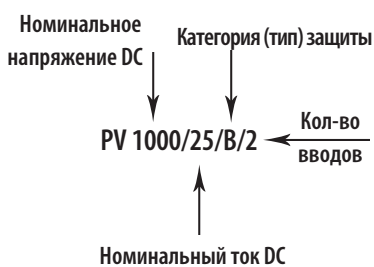 Номинальное
напряжение DC
Категория (тип) защиты
PV 1000/25/B/2
Кол-во
вводов
Номинальный ток DC